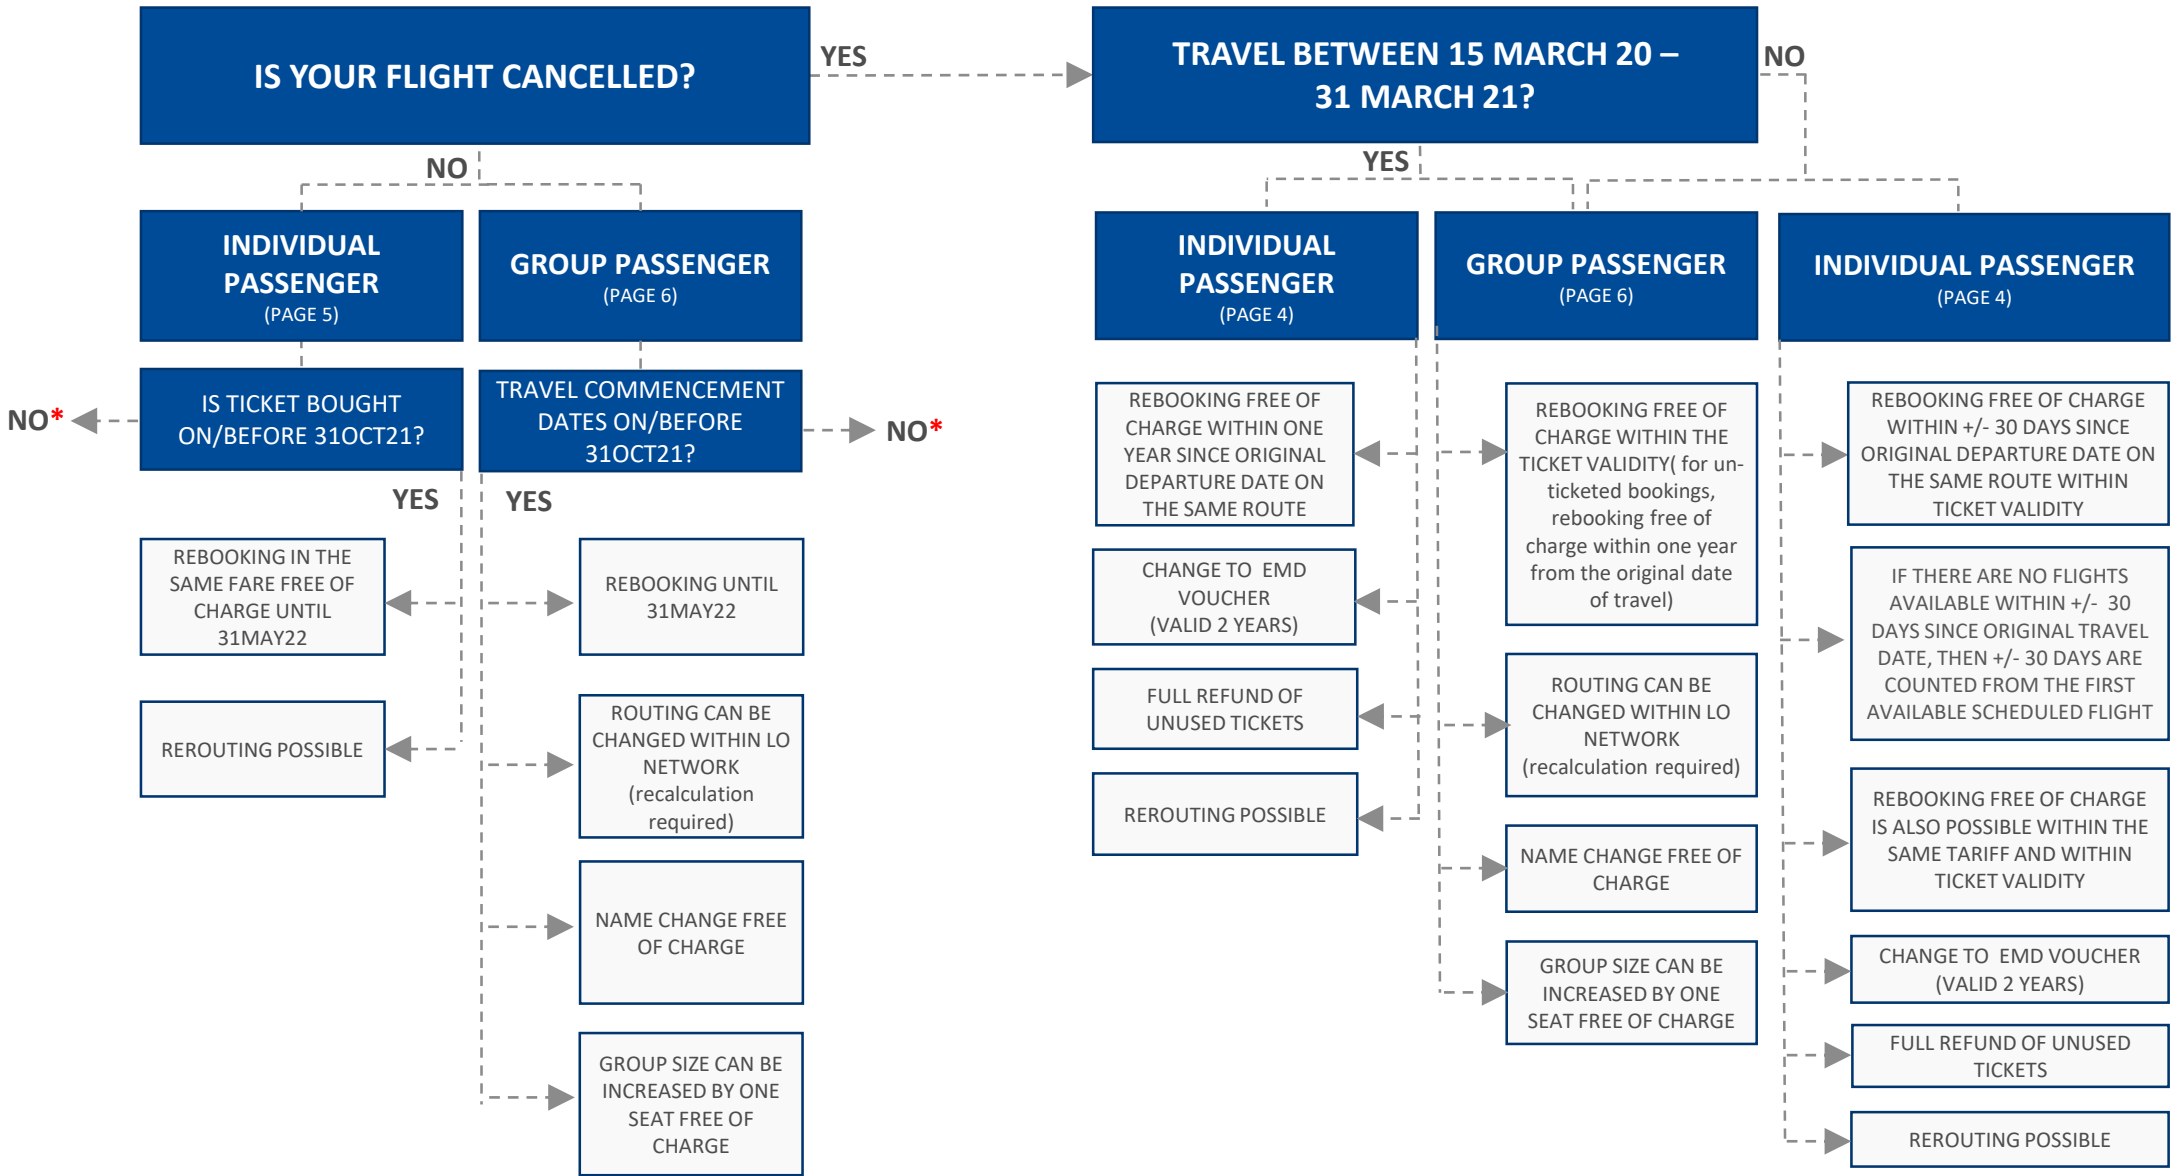 IS YOUR FLIGHT CANCELLED?
YES
TRAVEL BETWEEN 15 MARCH 20 –
31 MARCH 21?
NO
NO
YES
INDIVIDUAL
PASSENGER
(PAGE 5)
GROUP PASSENGER
(PAGE 6)
INDIVIDUAL
PASSENGER
(PAGE 4)
GROUP PASSENGER
(PAGE 6)
INDIVIDUAL PASSENGER
(PAGE 4)
NO*
IS TICKET BOUGHT
ON/BEFORE 31OCT21?
TRAVEL COMMENCEMENT
DATES ON/BEFORE
31OCT21?
NO*
YES
YES
REBOOKING IN THE
SAME FARE FREE OF
CHARGE UNTIL
31MAY22
REROUTING POSSIBLE
REBOOKING UNTIL
31MAY22
ROUTING CAN BE
CHANGED WITHIN LO
NETWORK
(recalculation
required)
NAME CHANGE FREE
OF CHARGE
GROUP SIZE CAN BE
INCREASED BY ONE
SEAT FREE OF
CHARGE
REBOOKING FREE OF
CHARGE WITHIN ONE
YEAR SINCE ORIGINAL
DEPARTURE DATE ON
THE SAME ROUTE
CHANGE TO EMD
VOUCHER
(VALID 2 YEARS)
FULL REFUND OF
UNUSED TICKETS
REROUTING POSSIBLE
REBOOKING FREE OF
CHARGE WITHIN THE
TICKET VALIDITY( for un-
ticketed bookings,
rebooking free of
charge within one year
from the original date
of travel)
ROUTING CAN BE
CHANGED WITHIN LO
NETWORK
(recalculation required)
NAME CHANGE FREE OF
CHARGE
GROUP SIZE CAN BE
INCREASED BY ONE
SEAT FREE OF CHARGE
REBOOKING FREE OF CHARGE
WITHIN +/- 30 DAYS SINCE
ORIGINAL DEPARTURE DATE ON
THE SAME ROUTE WITHIN
TICKET VALIDITY
IF THERE ARE NO FLIGHTS
AVAILABLE WITHIN +/- 30
DAYS SINCE ORIGINAL TRAVEL
DATE, THEN +/- 30 DAYS ARE
COUNTED FROM THE FIRST
AVAILABLE SCHEDULED FLIGHT
REBOOKING FREE OF CHARGE
IS ALSO POSSIBLE WITHIN THE
SAME TARIFF AND WITHIN
TICKET VALIDITY
CHANGE TO EMD VOUCHER
(VALID 2 YEARS)
FULL REFUND OF UNUSED
TICKETS
REROUTING POSSIBLE